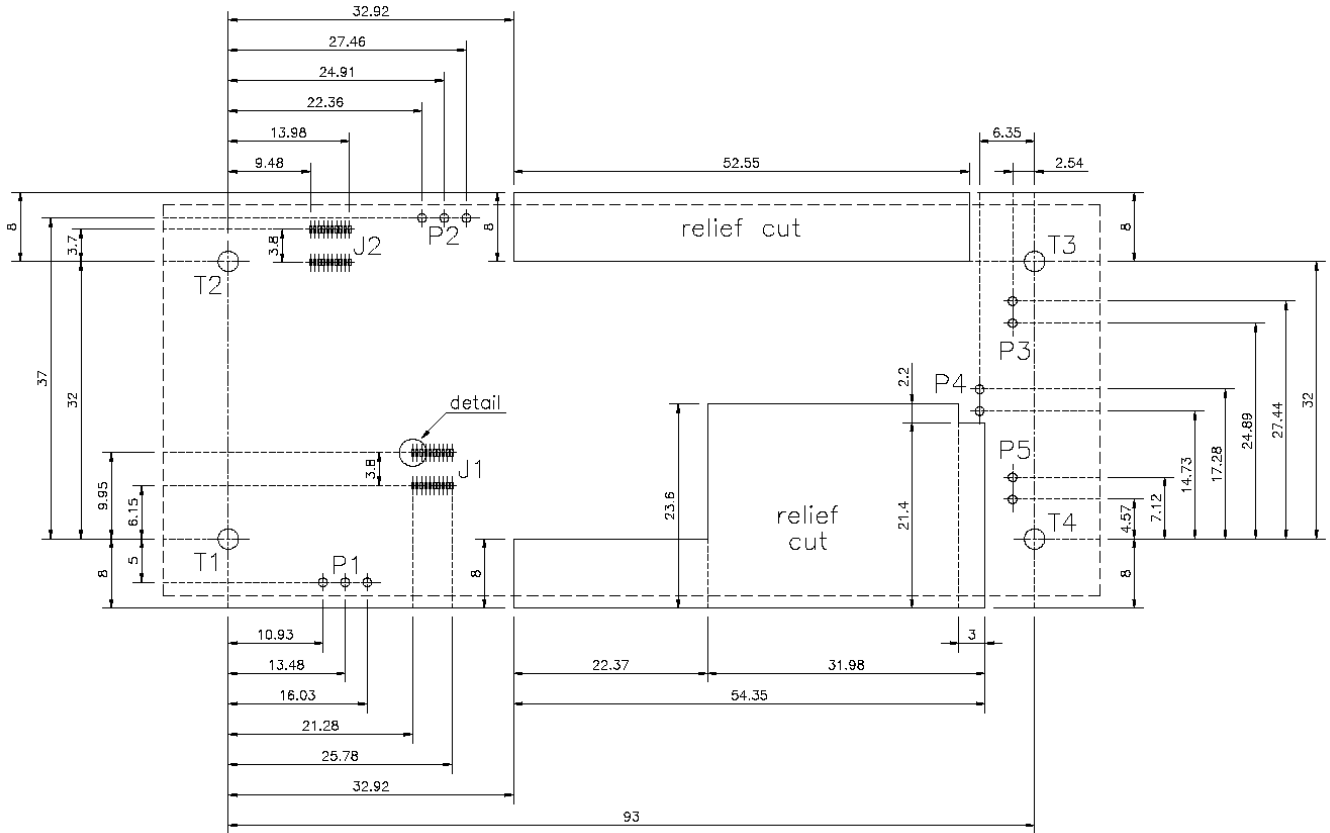 32.92
27.46
24.91
22.36
13.98
9.48
6.35
52.55
2.54
8
8
8
3.7
3.8
J2
P2
relief cut
T3
T2
37
32
P3
2.2
P4
detail
27.44
32
24.89
17.28
14.73
9.95
6.15
3.8
J1
23.6
relief
cut
21.4
P5
7.12
4.57
T4
T1
5
8
P1
8
8
10.93
3
13.48
22.37
31.98
16.03
54.35
21.28
25.78
32.92
93